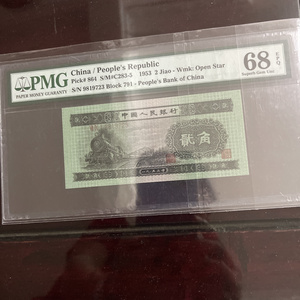 PMG
PAPER MONEY GUARANTY
China / People's Republic
Pick# 864 S/M#C283-5
1953 2 Jiao - Wmk: Open Star
S/N 9819723 Block 791 - People's Bank of China
68 EPQ
Superb Gem Unc
中國人民銀行
貳角